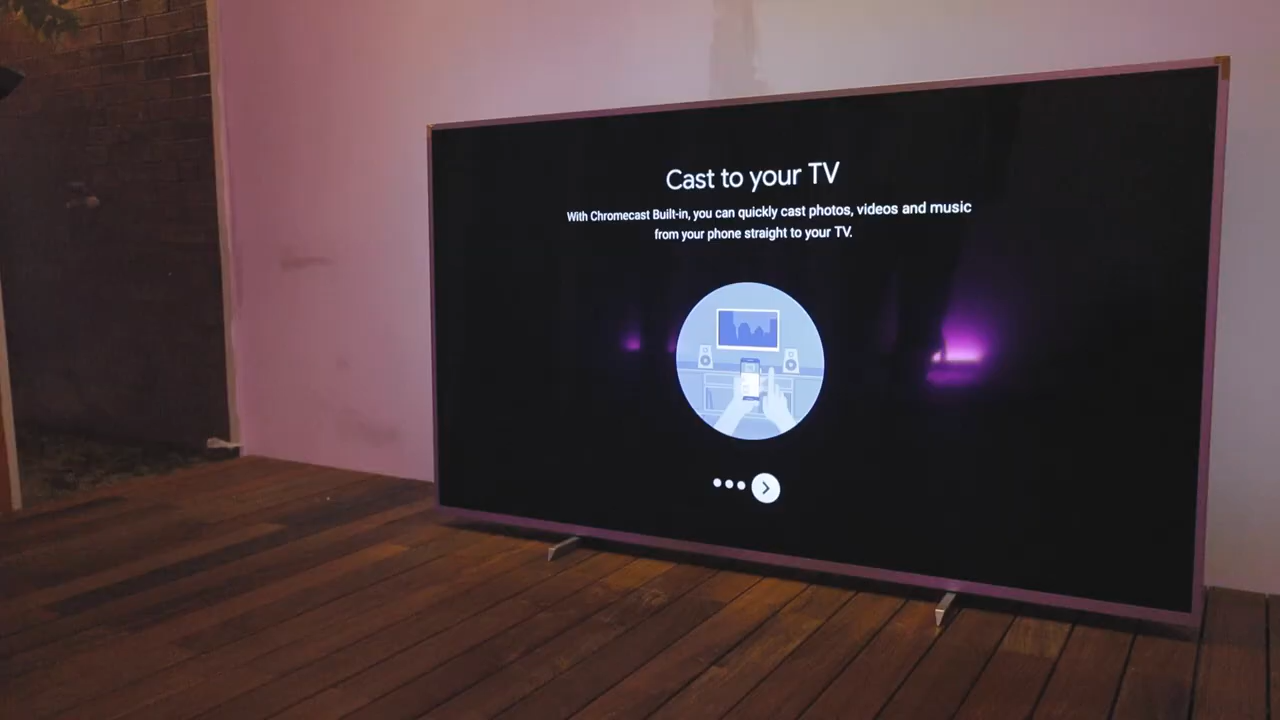 Cast to your TV
With Chromecast Built-in, you can quickly cast photos, videos and music
from your phone straight to your TV.